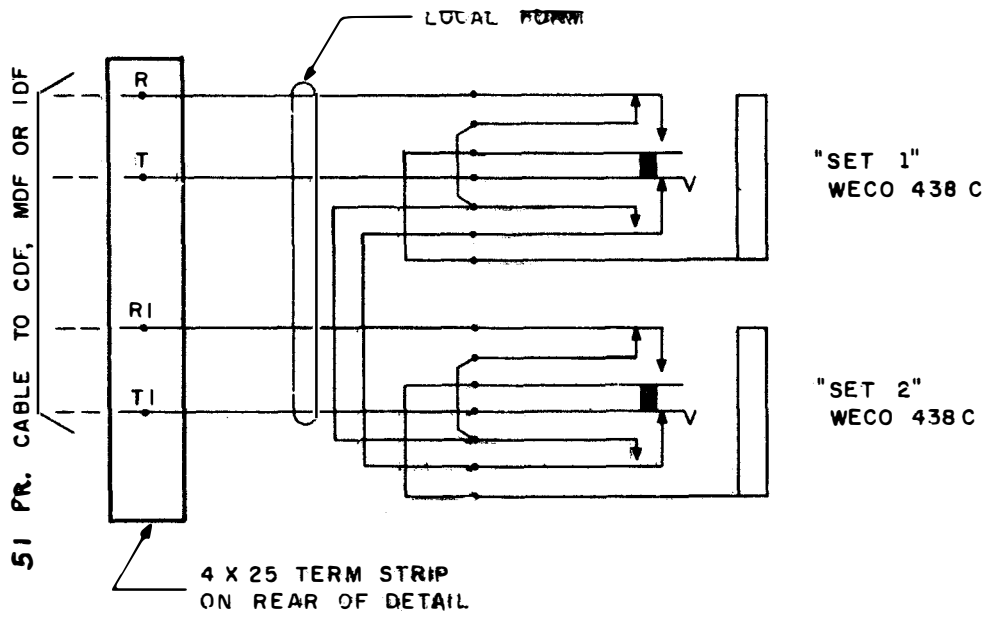 LOCAL FORM
51 PR. CABLE TO CDF, MDF OR IDF
R
T
R1
T1
"SET 1"
WECO 438 C
"SET 2"
WECO 438 C
4 X 25 TERM STRIP
ON REAR OF DETAIL